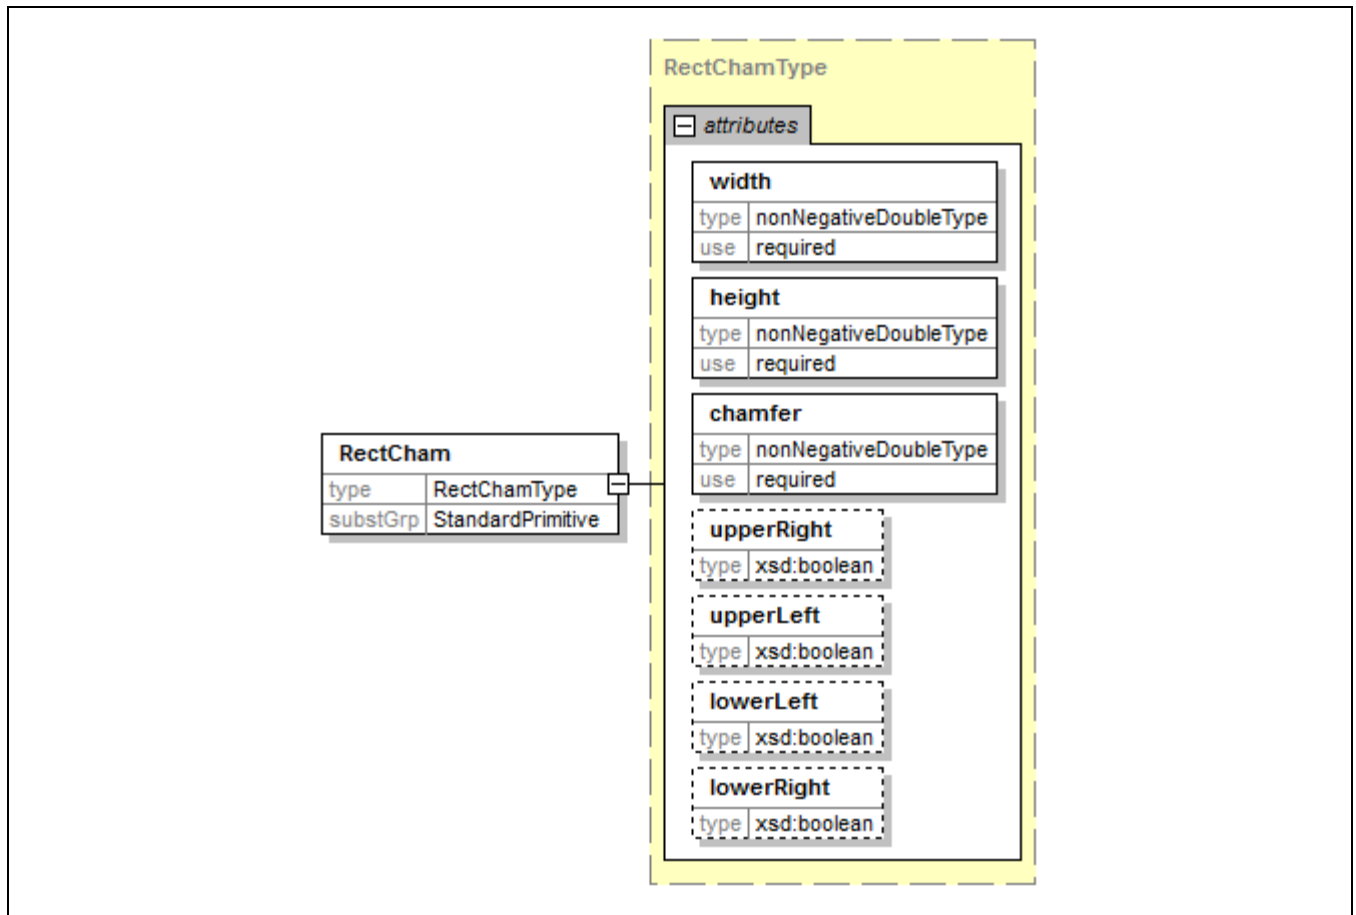 RectChamType
attributes
width
type nonNegativeDoubleType
use required
height
type nonNegativeDoubleType
use required
chamfer
type nonNegativeDoubleType
use required
RectCham
type RectChamType
substGrp StandardPrimitive
upperRight
type xsd:boolean
upperLeft
type xsd:boolean
lowerLeft
type xsd:boolean
lowerRight
type xsd:boolean